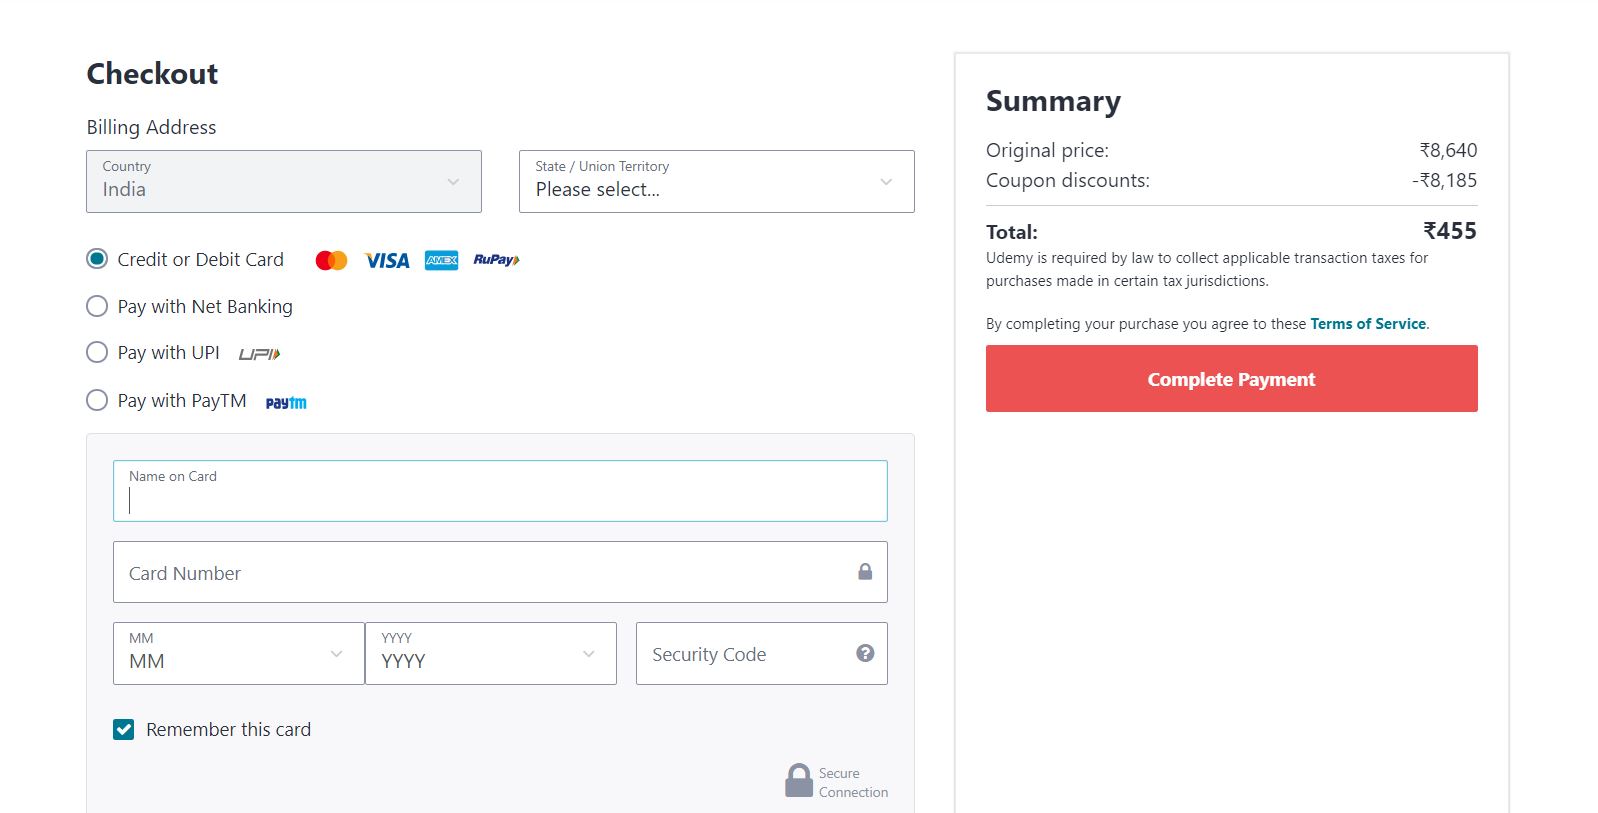 Checkout
Billing Address
Country
India
State / Union Territory
Please select...
Credit or Debit Card VISA AMEX RuPay
Pay with Net Banking
Pay with UPI UPI
Pay with PayTM paytm
Name on Card
Card Number
MM
MM
YYYY
YYYY
Security Code
Remember this card
Secure
Connection
Summary
Original price: ₹8,640
Coupon discounts: -₹8,185
Total: ₹455
Udemy is required by law to collect applicable transaction taxes for
purchases made in certain tax jurisdictions.
By completing your purchase you agree to these Terms of Service.
Complete Payment